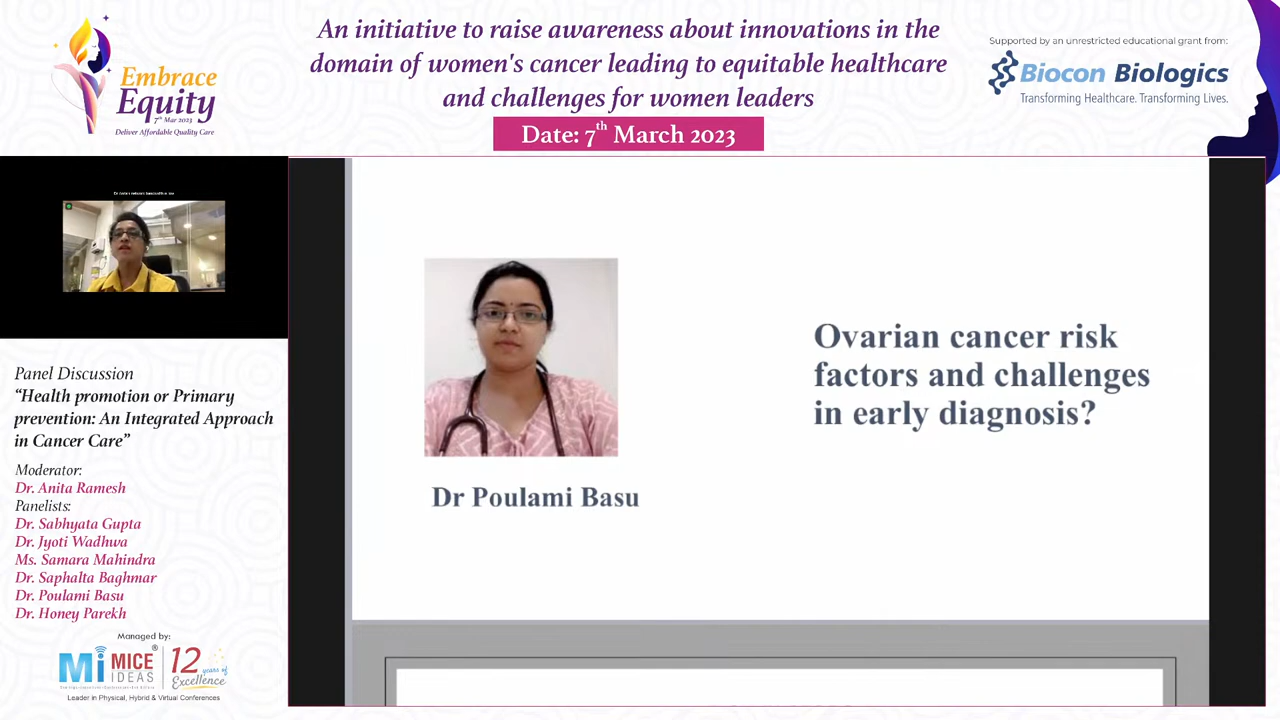 An initiative to raise awareness about innovations in the
domain of women's cancer leading to equitable healthcare
and challenges for women leaders
Date: 7th March 2023
Embrace
Equity
7th Mar 2023
Deliver Affordable Quality Care
Supported by an unrestricted educational grant from:
Biocon Biologics
Transforming Healthcare. Transforming Lives.
Panel Discussion
“Health promotion or Primary
prevention: An Integrated Approach
in Cancer Care”
Moderator:
Dr. Anita Ramesh
Panelists:
Dr. Sabhyata Gupta
Dr. Jyoti Wadhwa
Ms. Samara Mahindra
Dr. Saphalta Baghmar
Dr. Poulami Basu
Dr. Honey Parekh
Managed by:
Mi MICE
IDEAS
®
12 years of
Excellence
Leader in Physical, Hybrid & Virtual Conferences
Ovarian cancer risk
factors and challenges
in early diagnosis?
Dr Poulami Basu